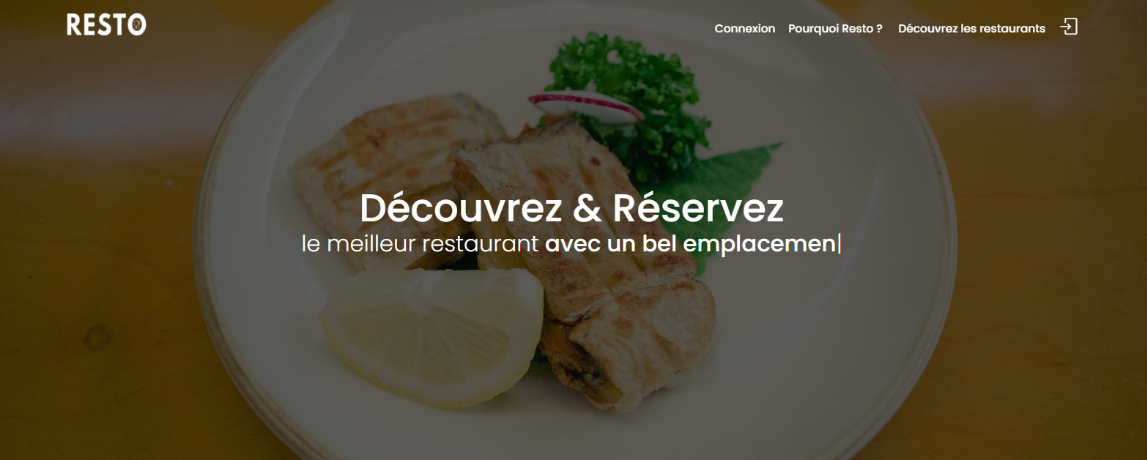 RESTO
Connexion Pourquoi Resto ? Découvrez les restaurants
Découvrez & Réservez
le meilleur restaurant avec un bel emplacemen